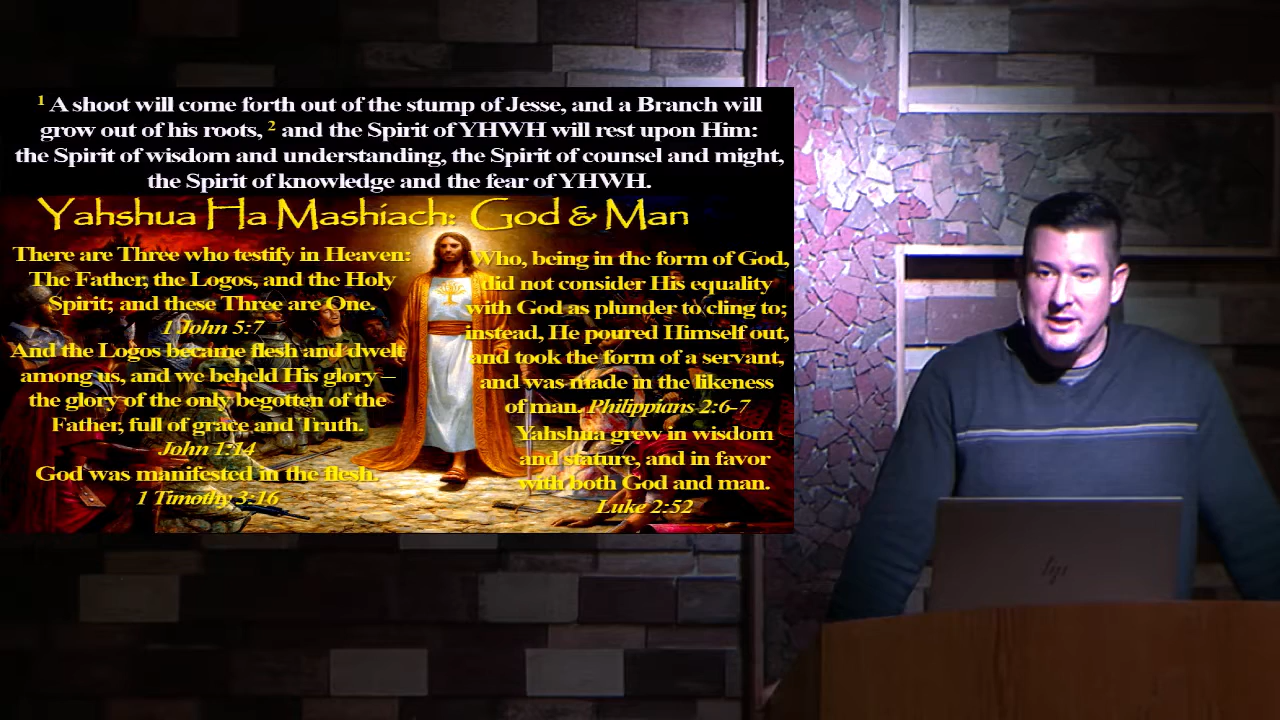 1 A shoot will come forth out of the stump of Jesse, and a Branch will
grow out of his roots, 2 and the Spirit of YHWH will rest upon Him:
the Spirit of wisdom and understanding, the Spirit of counsel and might,
the Spirit of knowledge and the fear of YHWH.
Yahshua Ha Mashiach: God & Man
There are Three who testify in Heaven:
The Father, the Logos, and the Holy
Spirit; and these Three are One.
1 John 5:7
And the Logos became flesh and dwelt
among us, and we beheld His glory –
the glory of the only begotten of the
Father, full of grace and Truth.
John 1:14
God was manifested in the flesh.
1 Timothy 3:16
Who, being in the form of God,
did not consider His equality
with God as plunder to cling to;
instead, He poured Himself out,
and took the form of a servant,
and was made in the likeness
of man. Philippians 2:6-7
Yahshua grew in wisdom
and stature, and in favor
with both God and man.
Luke 2:52
hp